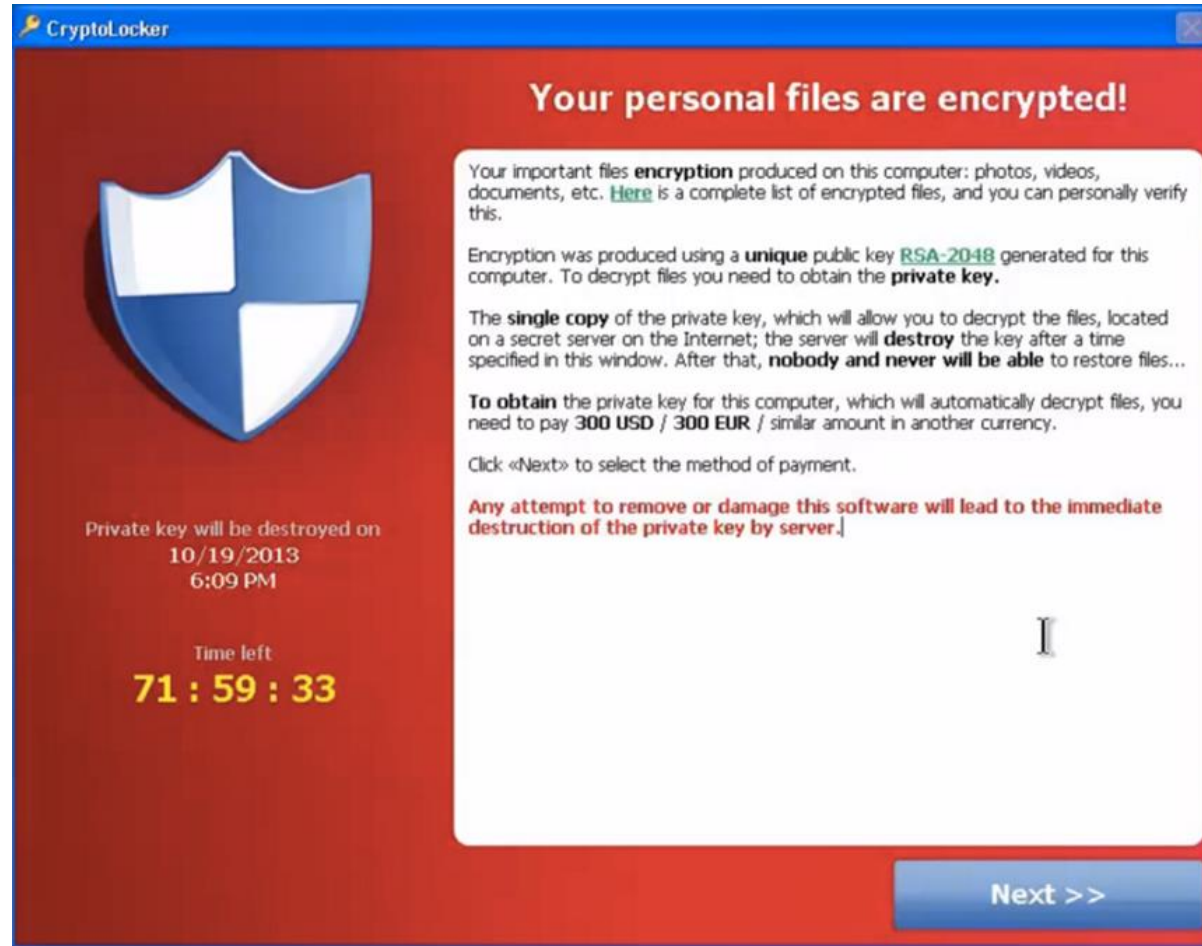 CryptoLocker
Your personal files are encrypted!
Your important files encryption produced on this computer: photos, videos,
documents, etc. Here is a complete list of encrypted files, and you can personally verify
this.
Encryption was produced using a unique public key RSA-2048 generated for this
computer. To decrypt files you need to obtain the private key.
The single copy of the private key, which will allow you to decrypt the files, located
on a secret server on the Internet; the server will destroy the key after a time
specified in this window. After that, nobody and never will be able to restore files...
To obtain the private key for this computer, which will automatically decrypt files, you
need to pay 300 USD / 300 EUR / similar amount in another currency.
Click «Next» to select the method of payment.
Any attempt to remove or damage this software will lead to the immediate
destruction of the private key by server.
Private key will be destroyed on
10/19/2013
6:09 PM
Time left
71 : 59 : 33
Next >>